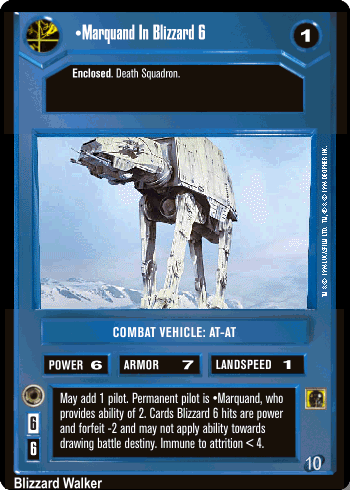 •Marquand In Blizzard 6
1
Enclosed. Death Squadron.
COMBAT VEHICLE: AT-AT
POWER 6
ARMOR 7
LANDSPEED 1
May add 1 pilot. Permanent pilot is •Marquand, who
provides ability of 2. Cards Blizzard 6 hits are power
and forfeit -2 and may not apply ability towards
drawing battle destiny. Immune to attrition < 4.
6
6
10
Blizzard Walker